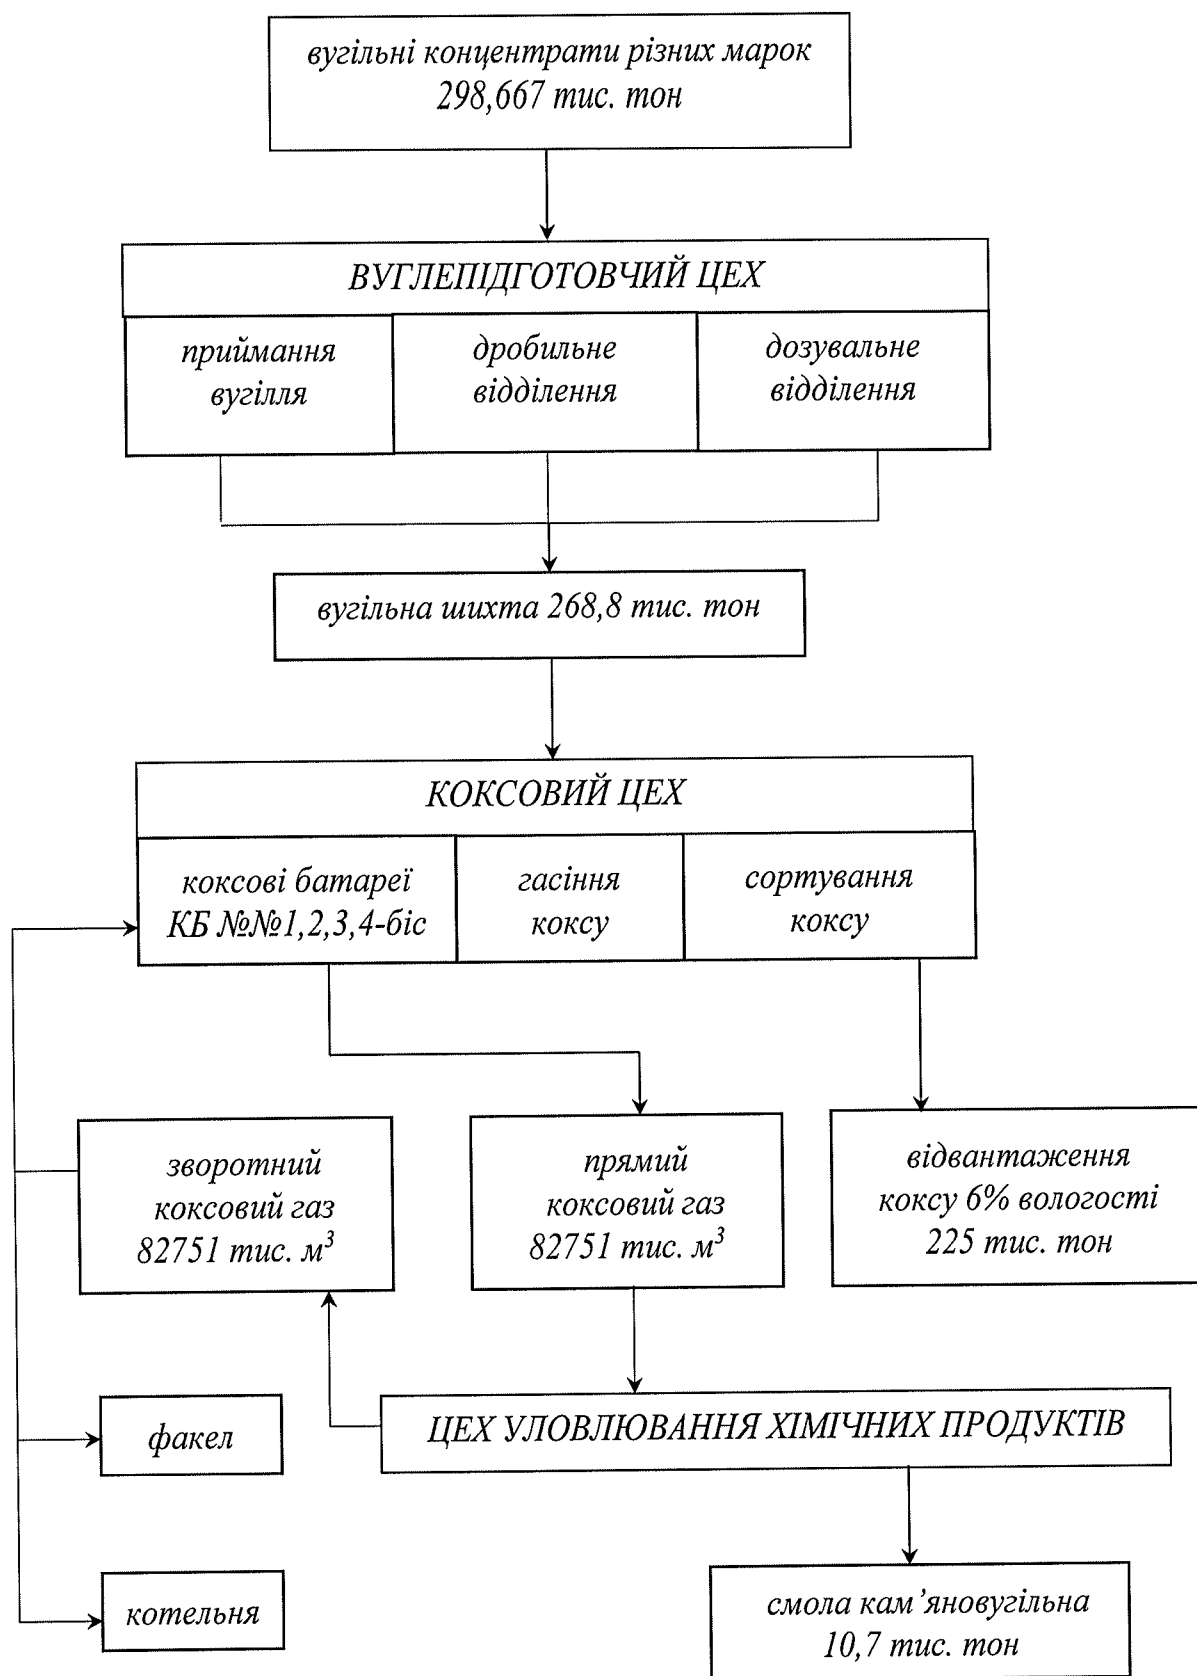 вугільні концентрати різних марок
298,667 тис. тон
ВУГЛЕПІДГОТОВЧИЙ ЦЕХ
приймання
вугілля
дробильне
відділення
дозувальне
відділення
вугільна шихта 268,8 тис. тон
КОКСОВИЙ ЦЕХ
коксові батареї
КБ №№1,2,3,4-біс
гасіння
коксу
сортування
коксу
зворотний
коксовий газ
82751 тис. м³
прямий
коксовий газ
82751 тис. м³
відвантаження
коксу 6% вологості
225 тис. тон
факел
ЦЕХ УЛОВЛЮВАННЯ ХІМІЧНИХ ПРОДУКТІВ
котельня
смола кам’яновугільна
10,7 тис. тон